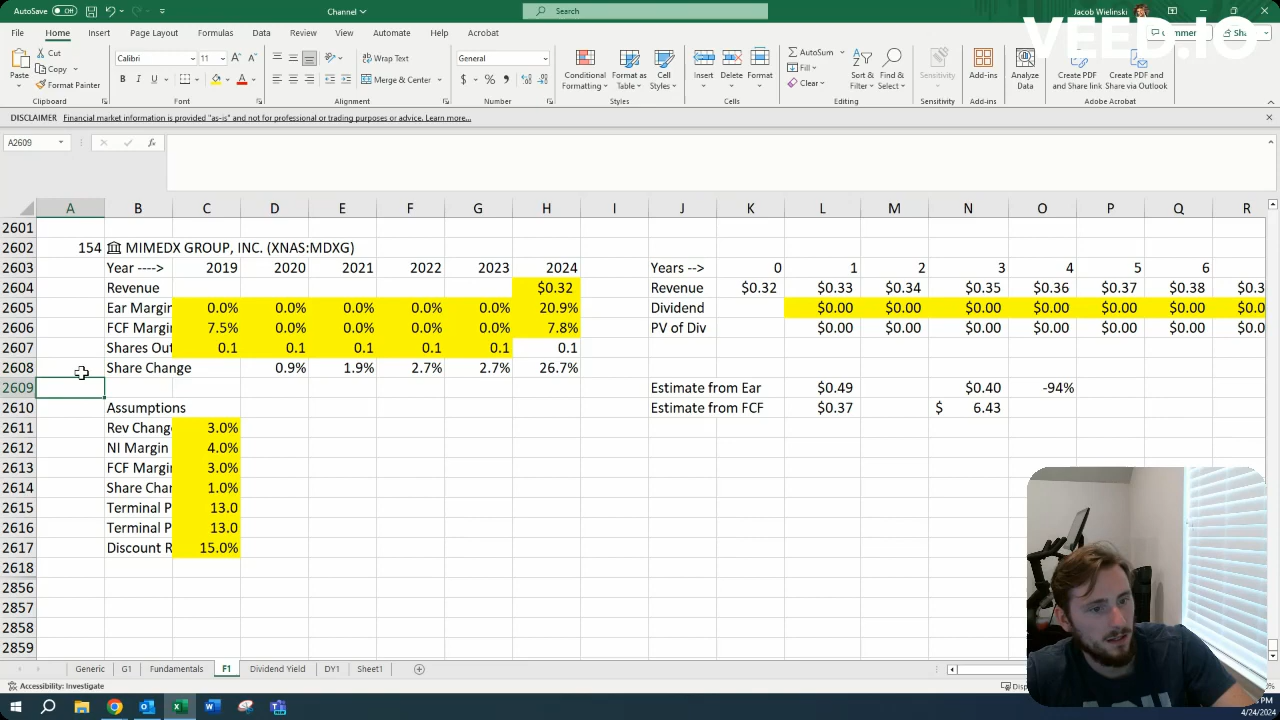 AutoSave Off Channel Search Jacob Wielinski
File Home Insert Page Layout Formulas Data Review View Automate Help Acrobat
VEED.IO
Paste Cut Copy Format Painter
Calibri 11
Wrap Text
Merge & Center
General
Conditional Formatting Format as Table Cell Styles
Insert Delete Format
AutoSum Fill Clear
Sort & Filter Find & Select
Sensitivity
Add-ins
Analyze Data
Create PDF and Share link
Create PDF and Share via Outlook
Clipboard Font Alignment Number Styles Cells Editing Sensitivity Add-ins Adobe Acrobat
DISCLAIMER Financial market information is provided "as-is" and not for professional or trading purposes or advice. Learn more...
A2609 fx
A B C D E F G H I J K L M N O P Q R
2601
2602 154 MIMEDX GROUP, INC. (XNAS:MDXG)
2603 Year ----> 2019 2020 2021 2022 2023 2024 Years --> 0 1 2 3 4 5 6
2604 Revenue $0.32 Revenue $0.32 $0.33 $0.34 $0.35 $0.36 $0.37 $0.38 $0.3
2605 Ear Margin 0.0% 0.0% 0.0% 0.0% 0.0% 20.9% Dividend $0.00 $0.00 $0.00 $0.00 $0.00 $0.00 $0.0
2606 FCF Margin 7.5% 0.0% 0.0% 0.0% 0.0% 7.8% PV of Div $0.00 $0.00 $0.00 $0.00 $0.00 $0.00 $0.0
2607 Shares Out 0.1 0.1 0.1 0.1 0.1 0.1
2608 Share Change 0.9% 1.9% 2.7% 2.7% 26.7%
2609 Estimate from Ear $0.49 $0.40 -94%
2610 Assumptions Estimate from FCF $0.37 $ 6.43
2611 Rev Chang 3.0%
2612 NI Margin 4.0%
2613 FCF Margi 3.0%
2614 Share Char 1.0%
2615 Terminal P 13.0
2616 Terminal P 13.0
2617 Discount R 15.0%
2618
2856
2857
2858
2859
Generic G1 Fundamentals F1 Dividend Yield DY1 Sheet1
Accessibility: Investigate
4/24/2024